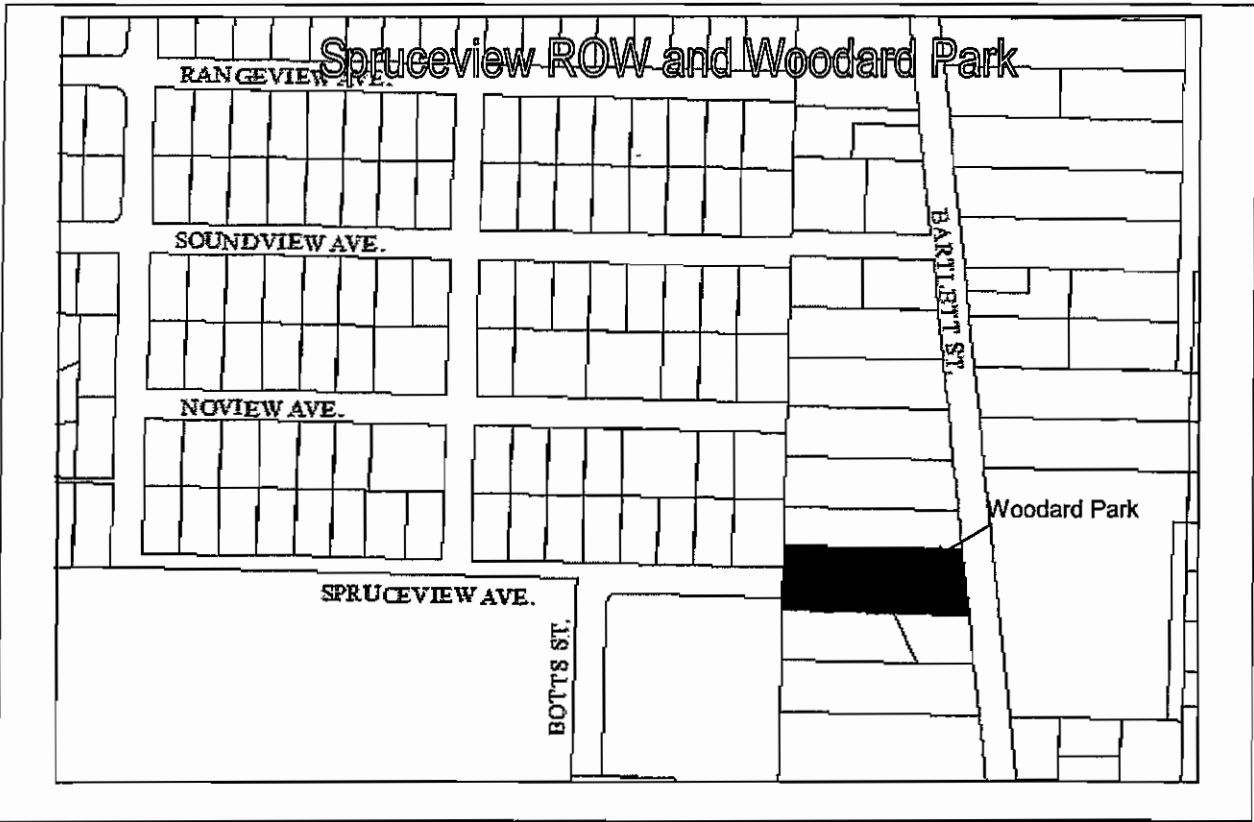 Spruceview ROW and Woodard Park
RANGEVIEW AVE.
SOUNDVIEW AVE.
BARTLETT ST.
NOVIEW AVE.
Woodard Park
SPRUCEVIEW AVE.
BOTTS ST.